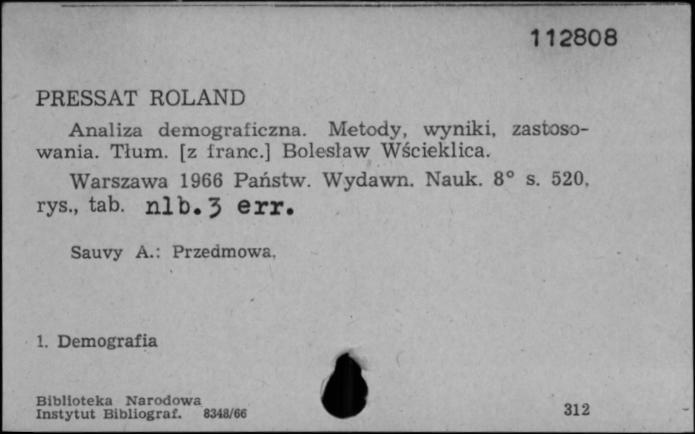 112808
PRESSAT ROLAND
Analiza demograficzna. Metody, wyniki, zastoso-
wania. Tłum. [z franc.] Bolesław Wścieklica.
Warszawa 1966 Państw. Wydawn. Nauk. 8° s. 520,
rys., tab. nlb.3 err.
Sauvy A.: Przedmowa,
1. Demografia
Biblioteka Narodowa
Instytut Bibliograf. 8348/66
312